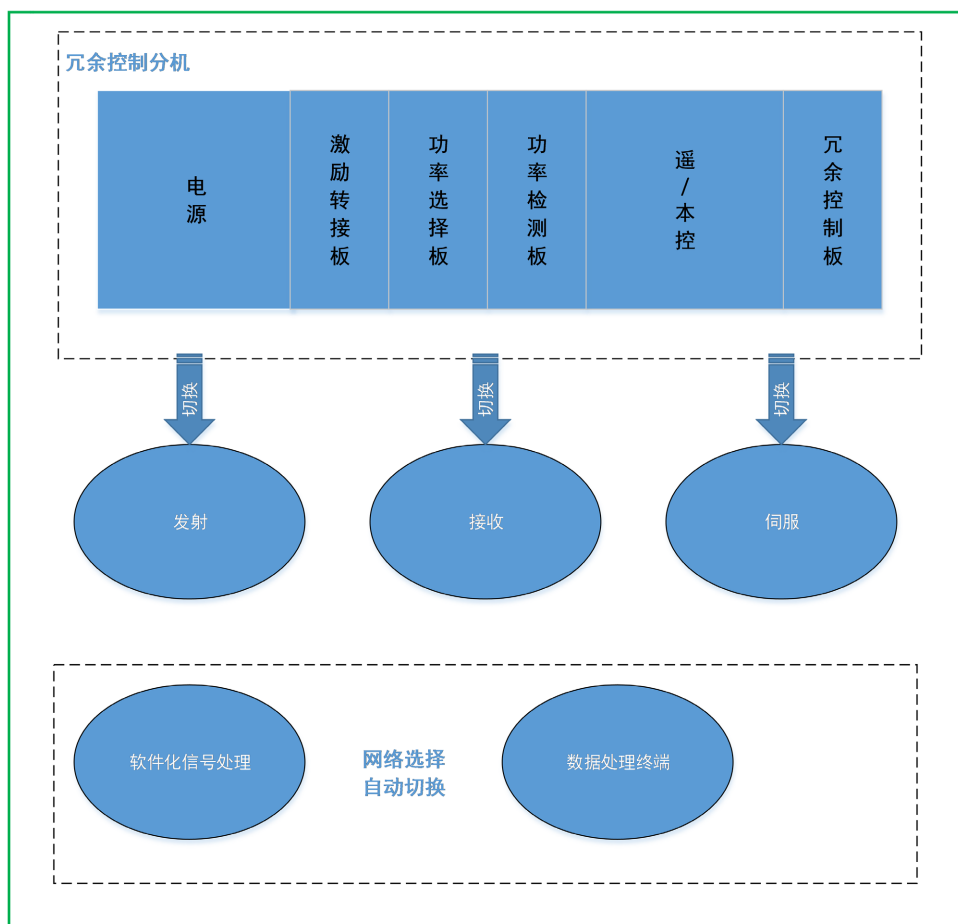 冗余控制分机
电源
激励转接板
功率选择板
功率检测板
遥/本控
冗余控制板
切换
切换
切换
发射
接收
伺服
软件化信号处理
网络选择
自动切换
数据处理终端